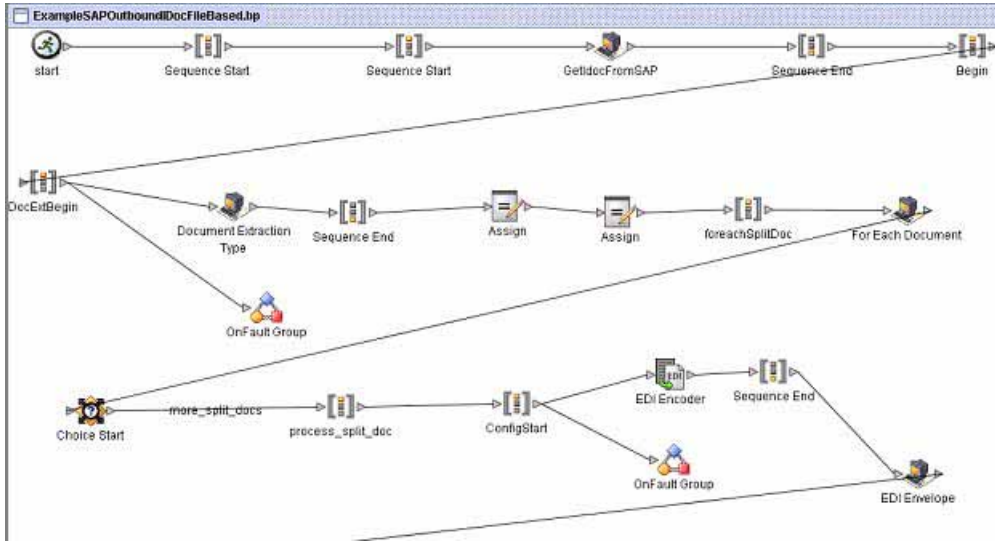 ExampleSAPOutboundIDocFileBased.bp
start
Sequence Start
Sequence Start
GetIdocFromSAP
Sequence End
Begin
DocExtBegin
Document Extraction
Type
Sequence End
Assign
Assign
foreachSplitDoc
For Each Document
OnFault Group
EDI
EDI Encoder
Sequence End
Choice Start
more_split_docs
process_split_doc
ConfigStart
OnFault Group
EDI Envelope